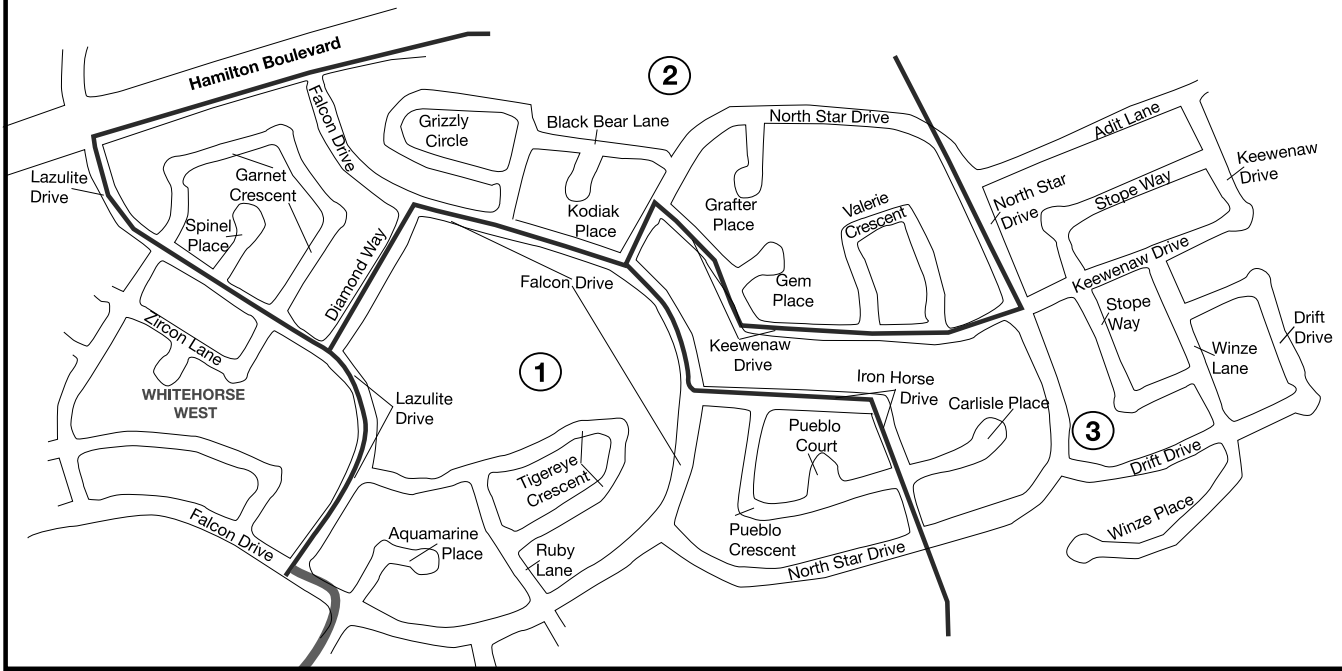 Hamilton Boulevard
2
Falcon Drive
Grizzly
Circle
Black Bear Lane
North Star Drive
Adit Lane
Keewenaw
Drive
Lazulite
Drive
Garnet
Crescent
Spinel
Place
Kodiak
Place
Grafter
Place
Valerie
Crescent
North Star
Drive
Stope Way
Keewenaw Drive
Diamond Way
Falcon Drive
Gem
Place
Stope
Way
Drift
Drive
Zircon Lane
Keewenaw
Drive
Winze
Lane
1
WHITEHORSE
WEST
Lazulite
Drive
Iron Horse
Drive
Carlisle Place
3
Pueblo
Court
Tigereye
Crescent
Drift Drive
Falcon Drive
Aquamarine
Place
Ruby
Lane
Pueblo
Crescent
North Star Drive
Winze Place